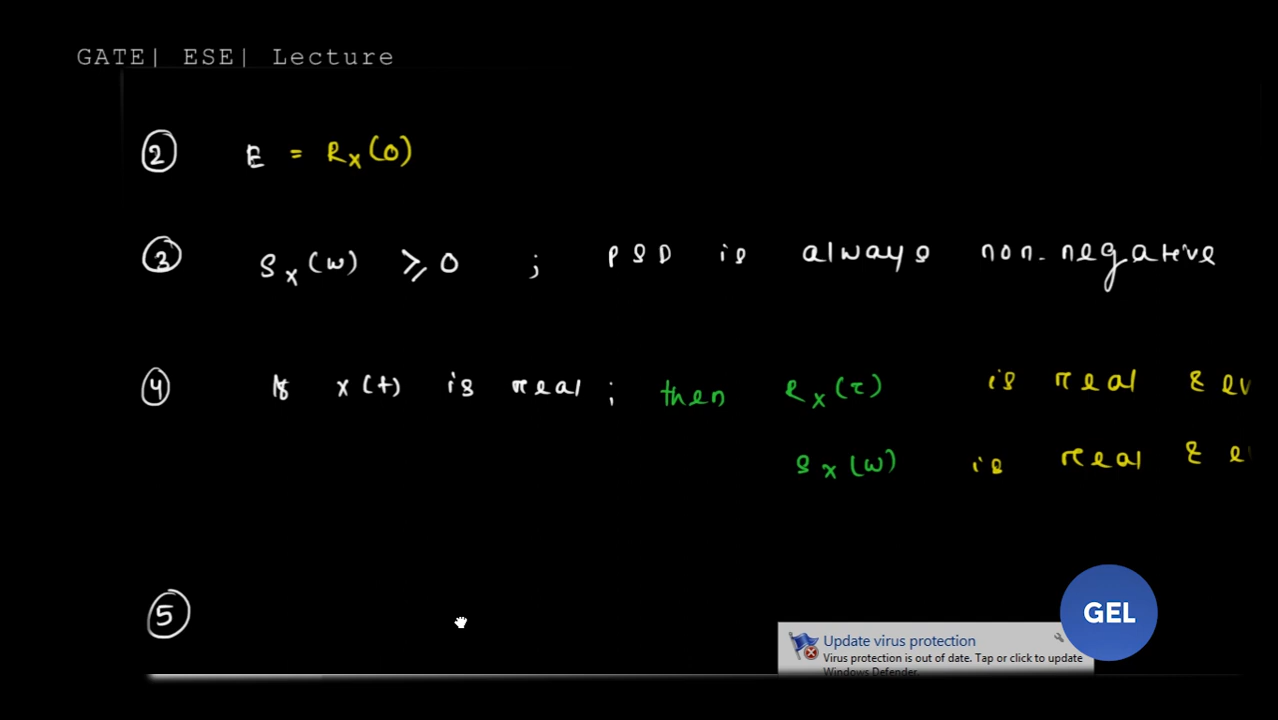 GATE| ESE| Lecture
2 E = Rx(0)
3 Sx(ω) ≥ 0 ; PSD is always non-negative
4 If x(t) is real ; then Rx(τ) is real & ev
Sx(ω) is real & e
5
GEL
Update virus protection
Virus protection is out of date. Tap or click to update
Windows Defender.